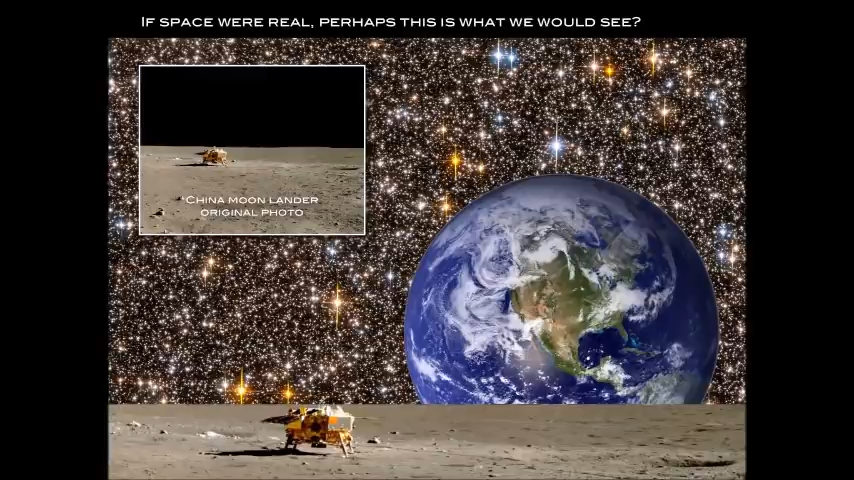 If space were real, perhaps this is what we would see?
*China moon lander
original photo